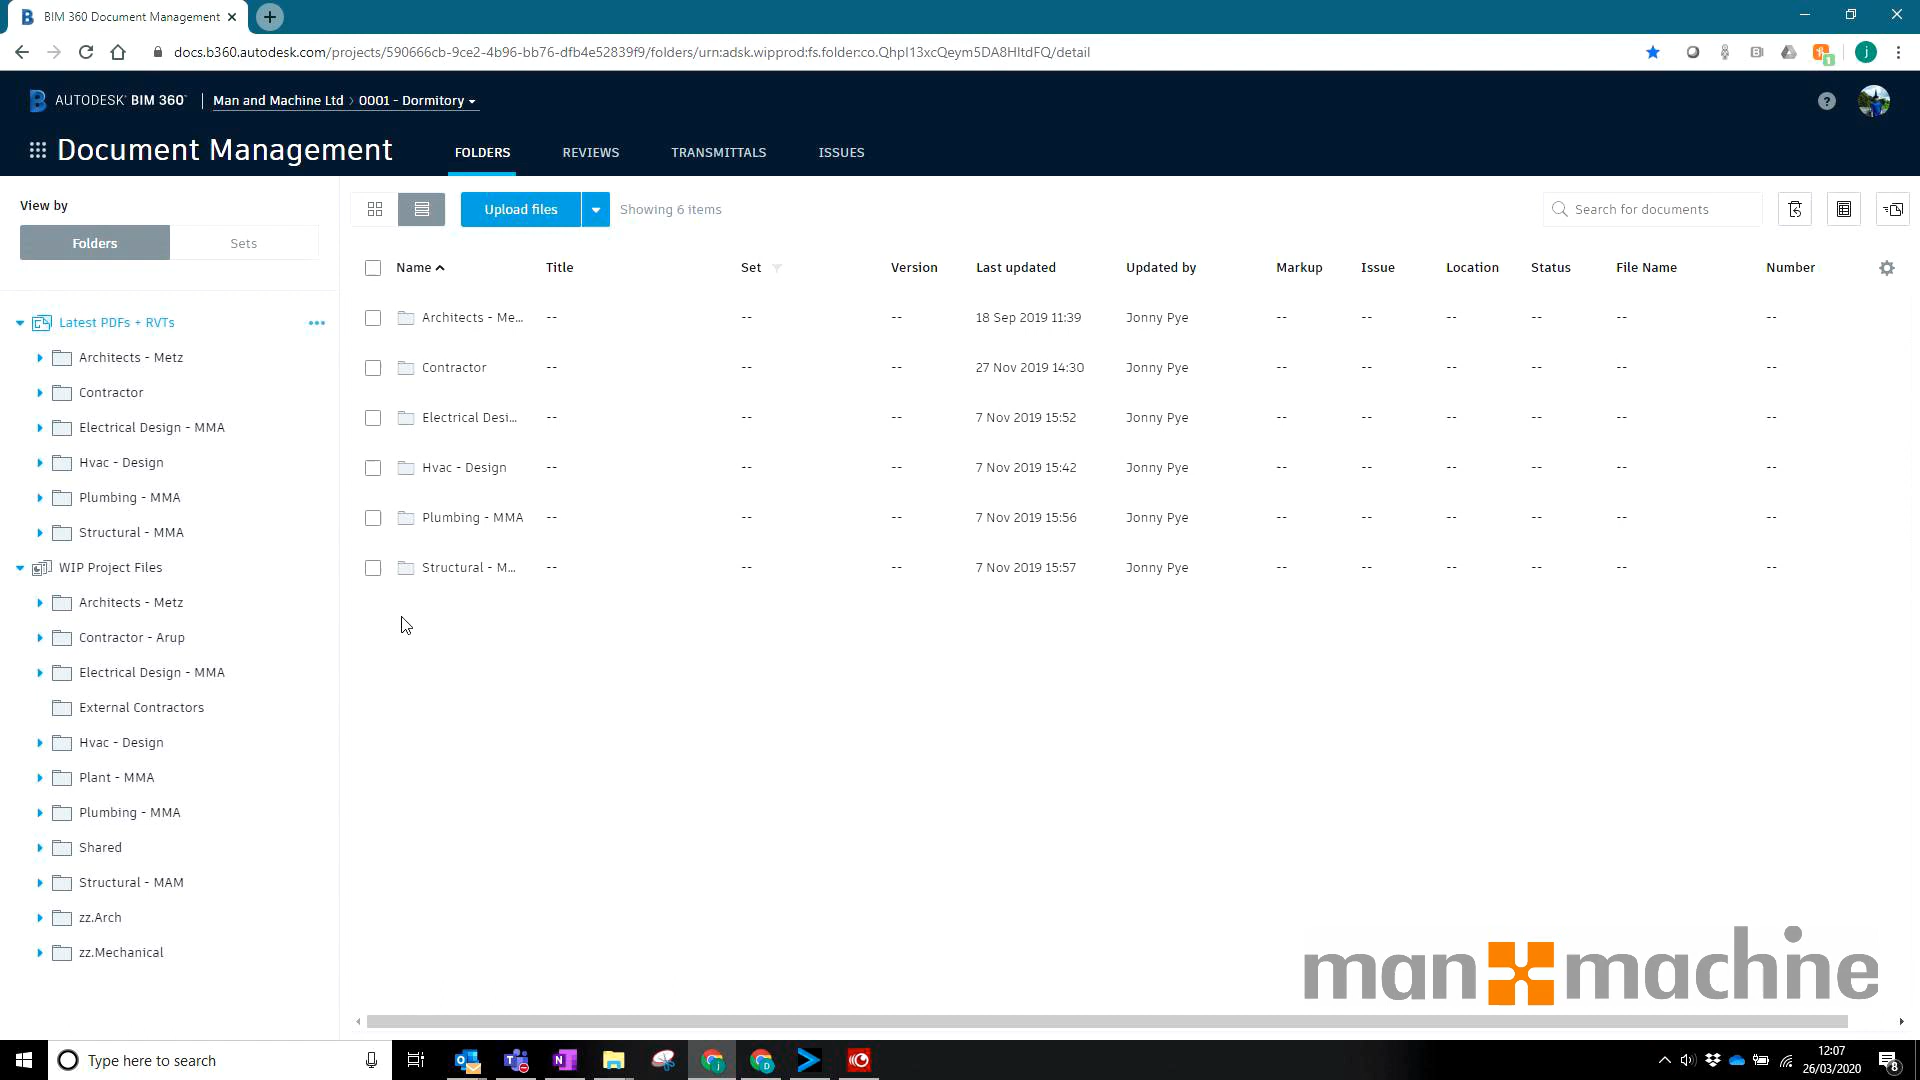 BIM 360 Document Management
docs.b360.autodesk.com/projects/590666cb-9ce2-4b96-bb76-dfb4e52839f9/folders/urn:adsk.wipprod:fs.folder:co.QhpI13xcQeym5DA8HItdFQ/detail
j
AUTODESK® BIM 360™ Man and Machine Ltd > 0001 - Dormitory
Document Management
FOLDERS REVIEWS TRANSMITTALS ISSUES
View by
Folders Sets
Latest PDFs + RVTs
Architects - Metz
Contractor
Electrical Design - MMA
Hvac - Design
Plumbing - MMA
Structural - MMA
WIP Project Files
Architects - Metz
Contractor - Arup
Electrical Design - MMA
External Contractors
Hvac - Design
Plant - MMA
Plumbing - MMA
Shared
Structural - MAM
zz.Arch
zz.Mechanical
Upload files Showing 6 items Search for documents
Name Title Set Version Last updated Updated by Markup Issue Location Status File Name Number
Architects - Me... -- -- -- 18 Sep 2019 11:39 Jonny Pye -- -- -- -- -- --
Contractor -- -- -- 27 Nov 2019 14:30 Jonny Pye -- -- -- -- -- --
Electrical Desi... -- -- -- 7 Nov 2019 15:52 Jonny Pye -- -- -- -- -- --
Hvac - Design -- -- -- 7 Nov 2019 15:42 Jonny Pye -- -- -- -- -- --
Plumbing - MMA -- -- -- 7 Nov 2019 15:56 Jonny Pye -- -- -- -- -- --
Structural - M... -- -- -- 7 Nov 2019 15:57 Jonny Pye -- -- -- -- -- --
man machine
Type here to search
12:07
26/03/2020
8